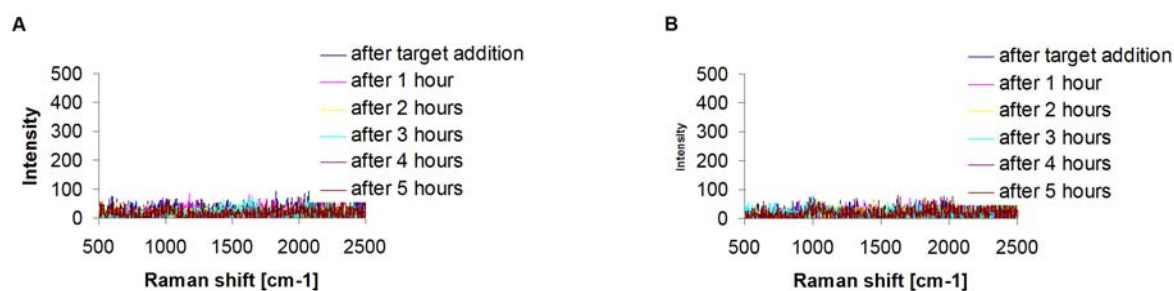 A
after target addition
after 1 hour
after 2 hours
after 3 hours
after 4 hours
after 5 hours
500
400
300
200
100
0
Intensity
500 1000 1500 2000 2500
Raman shift [cm-1]
B
after target addition
after 1 hour
after 2 hours
after 3 hours
after 4 hours
after 5 hours
500
400
300
200
100
0
Intensity
500 1000 1500 2000 2500
Raman shift [cm-1]